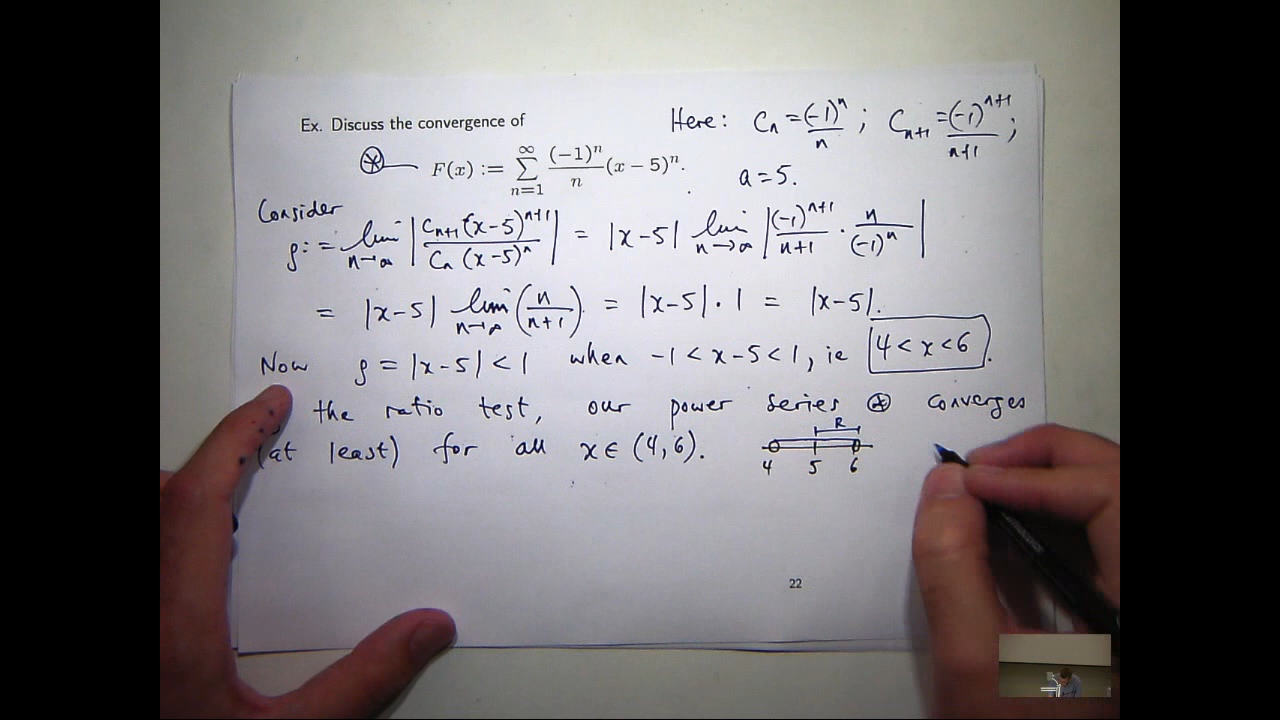 Ex. Discuss the convergence of
Here: Cₙ = (-1)ⁿ/n ; Cₙ₊₁ = (-1)ⁿ⁺¹/(n+1) ;
⊛ — F(x) := ∑_{n=1}^{∞} (-1)ⁿ/n (x − 5)ⁿ.
a = 5.
Consider
ρ := lim_{n→∞} | Cₙ₊₁ (x-5)ⁿ⁺¹ / Cₙ (x-5)ⁿ | = |x-5| lim_{n→∞} | (-1)ⁿ⁺¹/(n+1) · n/(-1)ⁿ |
= |x-5| lim_{n→∞} (n/(n+1)) = |x-5| · 1 = |x-5|.
Now ρ = |x-5| < 1 when -1 < x-5 < 1, ie 4 < x < 6.
the ratio test, our power series ⊛ converges
(at least) for all x ∈ (4, 6).
R
4 5 6
22